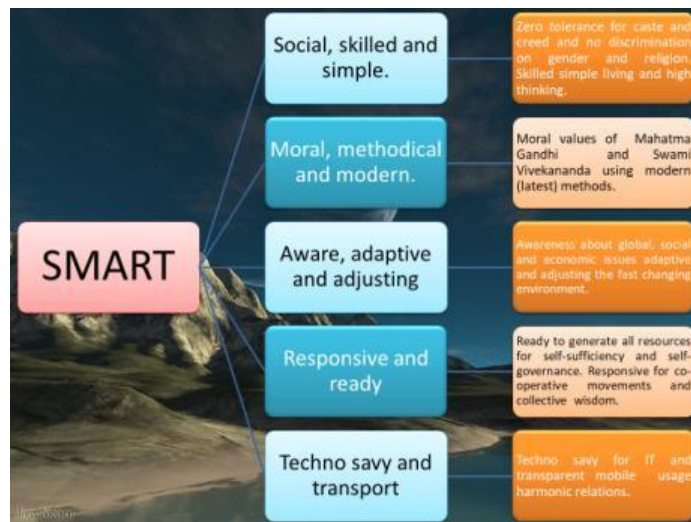 Social, skilled and
simple.
Zero tolerance for caste and
creed and no discrimination
on gender and religion.
Skilled simple living and high
thinking.
Moral, methodical
and modern.
Moral values of Mahatma
Gandhi and Swami
Vivekananda using modern
(latest) methods.
SMART
Aware, adaptive
and adjusting
Awareness about global, social
and economic issues adaptive
and adjusting the fast changing
environment.
Responsive and
ready
Ready to generate all resources
for self-sufficiency and self-
governance. Responsive for co-
operative movements and
collective wisdom.
Techno savy and
transport
Techno savy for IT and
transparent mobile usage
harmonic relations.